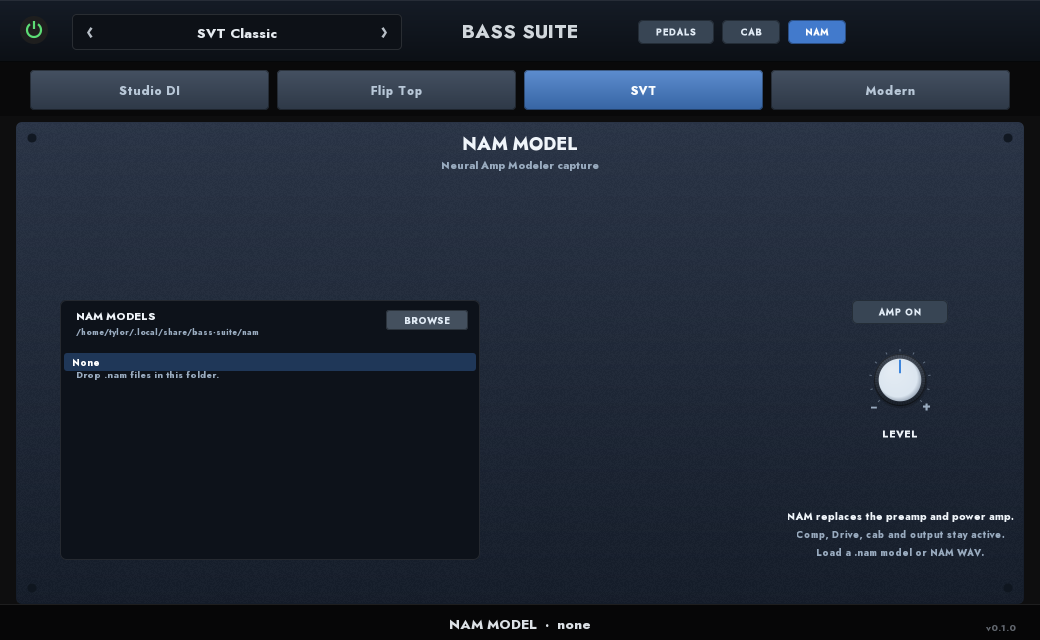 ‹ SVT Classic › BASS SUITE PEDALS CAB NAM
Studio DI Flip Top SVT Modern
NAM MODEL
Neural Amp Modeler capture
NAM MODELS
/home/tylor/.local/share/bass-suite/nam
BROWSE
None
Drop .nam files in this folder.
AMP ON
− +
LEVEL
NAM replaces the preamp and power amp.
Comp, Drive, cab and output stay active.
Load a .nam model or NAM WAV.
NAM MODEL · none
v0.1.0